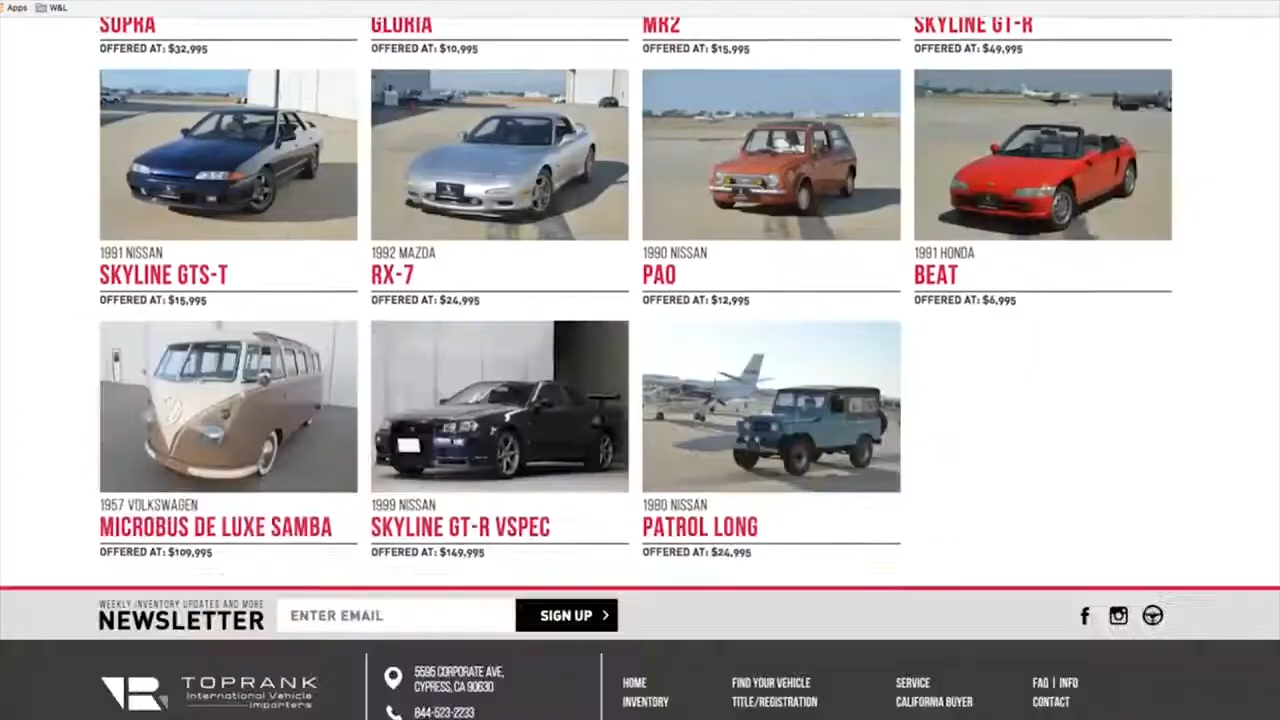 Apps W&L
SUPRA
OFFERED AT: $32,995
GLORIA
OFFERED AT: $10,995
MR2
OFFERED AT: $15,995
SKYLINE GT-R
OFFERED AT: $49,995
1991 NISSAN
SKYLINE GTS-T
OFFERED AT: $15,995
1992 MAZDA
RX-7
OFFERED AT: $24,995
1990 NISSAN
PAO
OFFERED AT: $12,995
1991 HONDA
BEAT
OFFERED AT: $6,995
1957 VOLKSWAGEN
MICROBUS DE LUXE SAMBA
OFFERED AT: $109,995
1999 NISSAN
SKYLINE GT-R VSPEC
OFFERED AT: $149,995
1980 NISSAN
PATROL LONG
OFFERED AT: $24,995
WEEKLY INVENTORY UPDATES AND MORE
NEWSLETTER
ENTER EMAIL
SIGN UP >
TOPRANK
International Vehicle
Importers
5595 CORPORATE AVE,
CYPRESS, CA 90630
844-523-2233
HOME
INVENTORY
FIND YOUR VEHICLE
TITLE/REGISTRATION
SERVICE
CALIFORNIA BUYER
FAQ | INFO
CONTACT